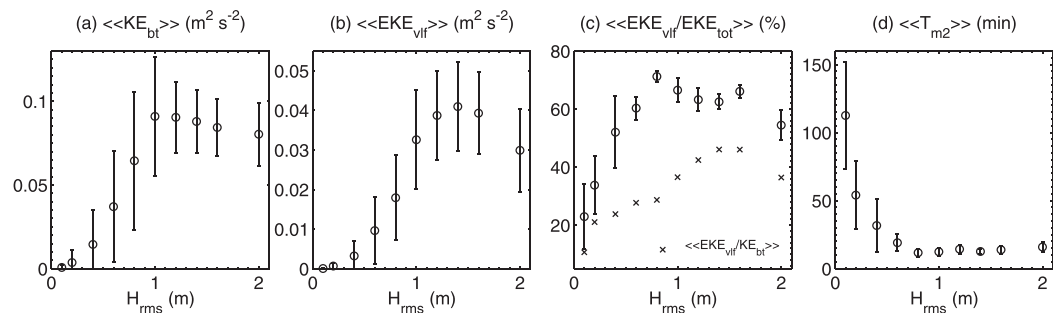 (a) <<KE_bt>> (m² s⁻²)
(b) <<EKE_vlf>> (m² s⁻²)
(c) <<EKE_vlf/EKE_tot>> (%)
(d) <<T_m2>> (min)
0.1
0.05
0
0 1 2
H_rms (m)
0.05
0.04
0.03
0.02
0.01
0
0 1 2
H_rms (m)
80
60
40
20
<<EKE_vlf/KE_bt>>
0 1 2
H_rms (m)
150
100
50
0
0 1 2
H_rms (m)